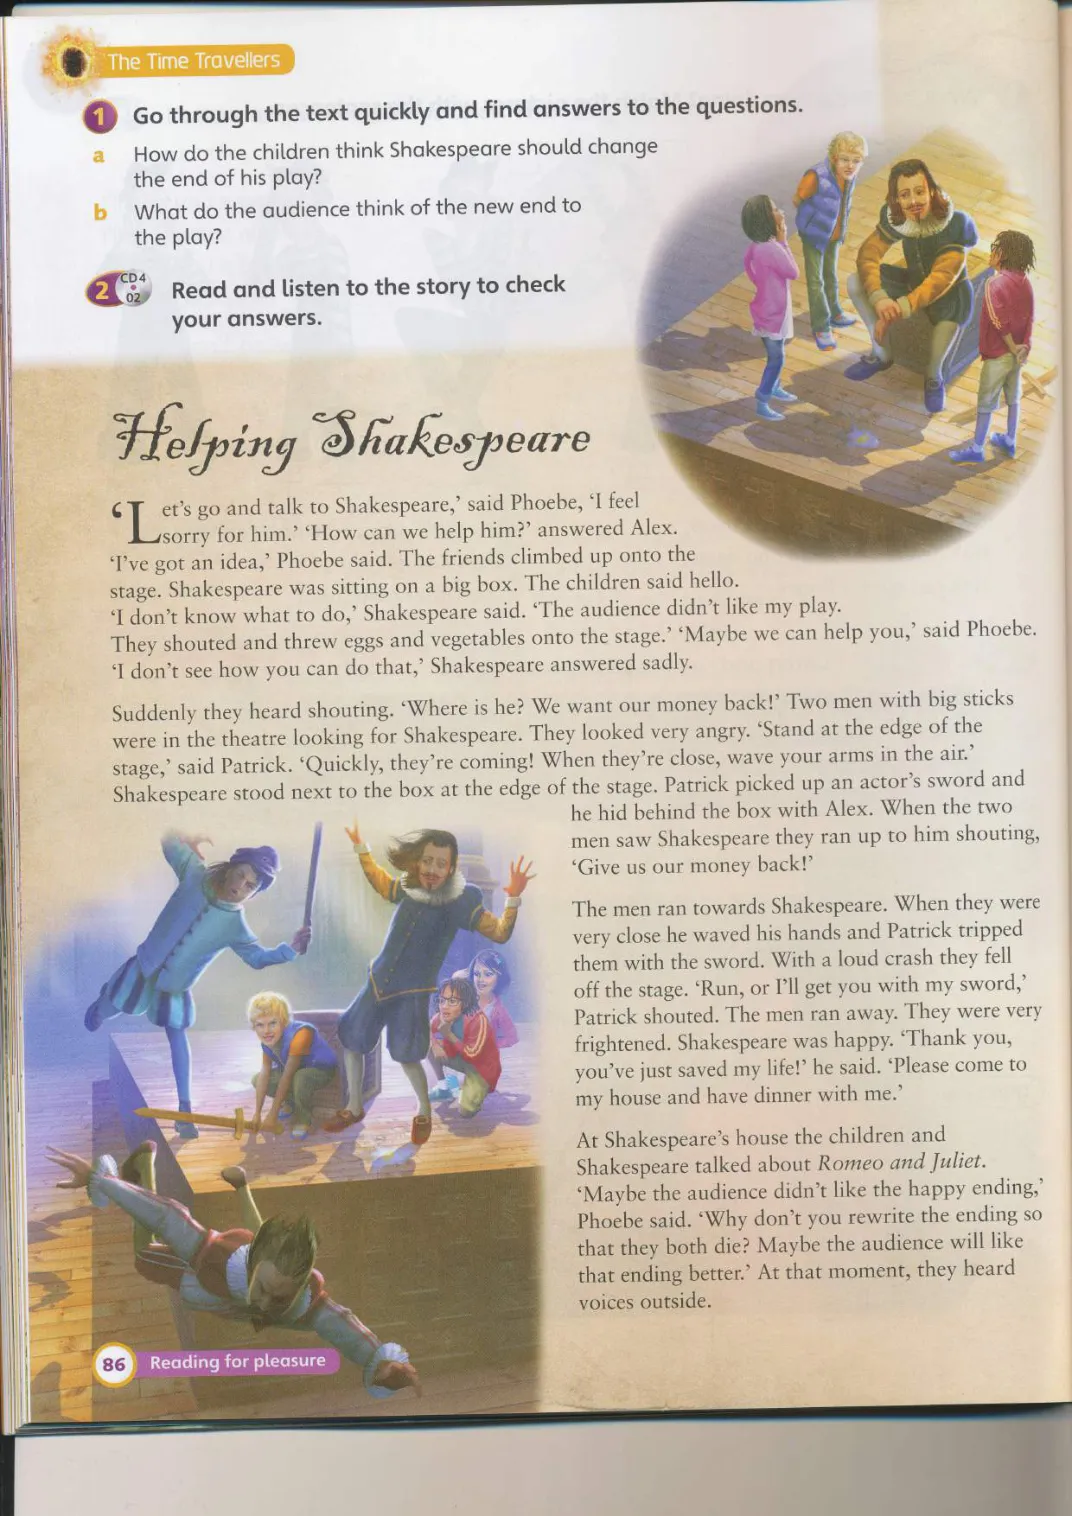 The Time Travellers
1 Go through the text quickly and find answers to the questions.
a How do the children think Shakespeare should change
the end of his play?
b What do the audience think of the new end to
the play?
2 CD4 02 Read and listen to the story to check
your answers.
Helping Shakespeare
‘Let’s go and talk to Shakespeare,’ said Phoebe, ‘I feel
sorry for him.’ ‘How can we help him?’ answered Alex.
‘I’ve got an idea,’ Phoebe said. The friends climbed up onto the
stage. Shakespeare was sitting on a big box. The children said hello.
‘I don’t know what to do,’ Shakespeare said. ‘The audience didn’t like my play.
They shouted and threw eggs and vegetables onto the stage.’ ‘Maybe we can help you,’ said Phoebe.
‘I don’t see how you can do that,’ Shakespeare answered sadly.
Suddenly they heard shouting. ‘Where is he? We want our money back!’ Two men with big sticks
were in the theatre looking for Shakespeare. They looked very angry. ‘Stand at the edge of the
stage,’ said Patrick. ‘Quickly, they’re coming! When they’re close, wave your arms in the air.’
Shakespeare stood next to the box at the edge of the stage. Patrick picked up an actor’s sword and
he hid behind the box with Alex. When the two
men saw Shakespeare they ran up to him shouting,
‘Give us our money back!’
The men ran towards Shakespeare. When they were
very close he waved his hands and Patrick tripped
them with the sword. With a loud crash they fell
off the stage. ‘Run, or I’ll get you with my sword,’
Patrick shouted. The men ran away. They were very
frightened. Shakespeare was happy. ‘Thank you,
you’ve just saved my life!’ he said. ‘Please come to
my house and have dinner with me.’
At Shakespeare’s house the children and
Shakespeare talked about Romeo and Juliet.
‘Maybe the audience didn’t like the happy ending,’
Phoebe said. ‘Why don’t you rewrite the ending so
that they both die? Maybe the audience will like
that ending better.’ At that moment, they heard
voices outside.
86 Reading for pleasure